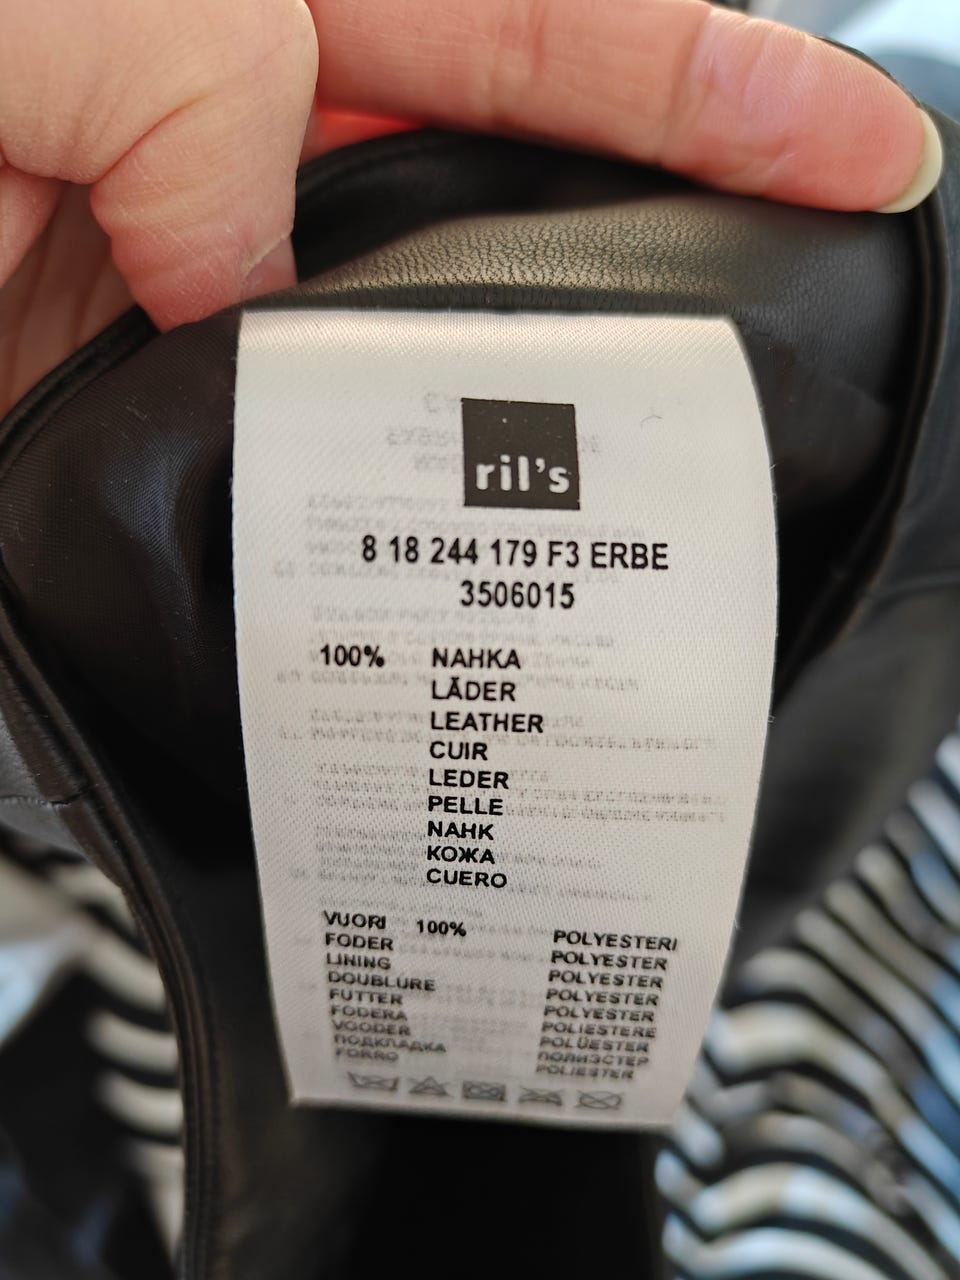 ril's
8 18 244 179 F3 ERBE
3506015
100% NAHKA
LÄDER
LEATHER
CUIR
LEDER
PELLE
NAHK
КОЖА
CUERO
VUORI 100% POLYESTERI
FODER POLYESTER
LINING POLYESTER
DOUBLURE POLYESTER
FUTTER POLYESTER
FODERA POLIESTERE
VOODER POLÜESTER
ПОДКЛАДКА ПОЛИЭСТЕР
FORRO POLIESTER